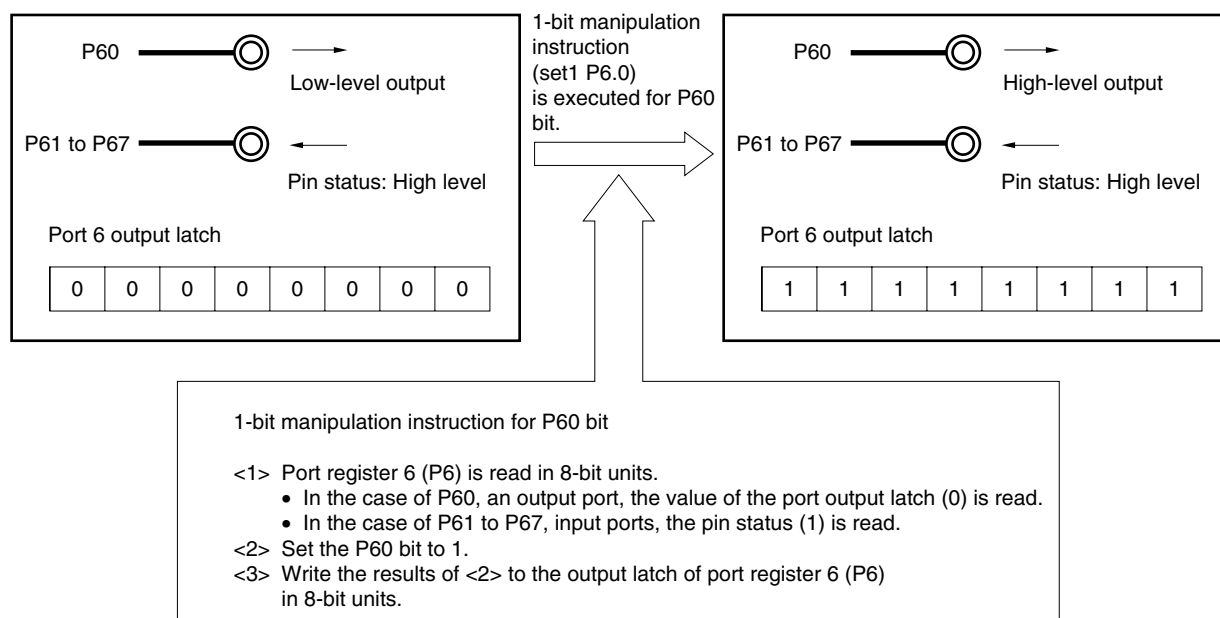 P60
Low-level output
P61 to P67
Pin status: High level
Port 6 output latch
0 0 0 0 0 0 0 0
1-bit manipulation
instruction
(set1 P6.0)
is executed for P60
bit.
P60
High-level output
P61 to P67
Pin status: High level
Port 6 output latch
1 1 1 1 1 1 1 1
1-bit manipulation instruction for P60 bit
<1> Port register 6 (P6) is read in 8-bit units.
• In the case of P60, an output port, the value of the port output latch (0) is read.
• In the case of P61 to P67, input ports, the pin status (1) is read.
<2> Set the P60 bit to 1.
<3> Write the results of <2> to the output latch of port register 6 (P6)
in 8-bit units.